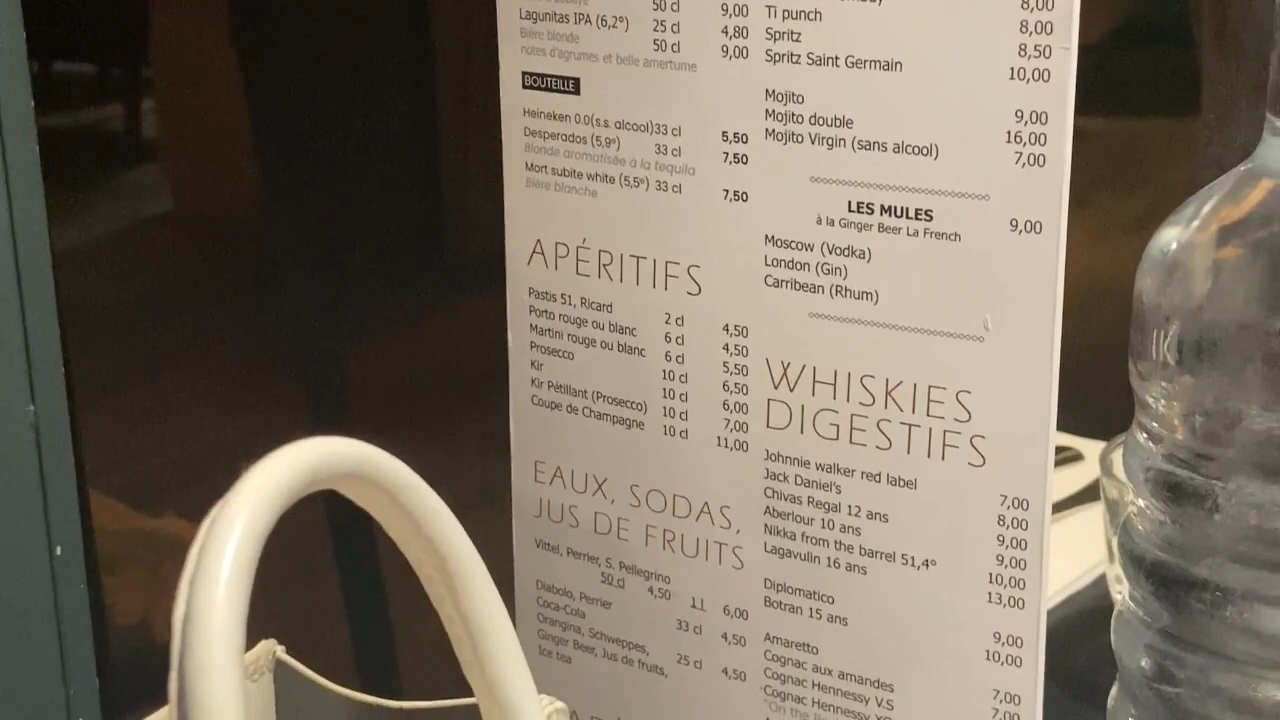 50 cl 9,00
Lagunitas IPA (6,2°) 25 cl 4,80
Bière blonde 50 cl 9,00
notes d'agrumes et belle amertume
BOUTEILLE
Heineken 0.0(s.s. alcool)33 cl 5,50
Desperados (5,9°) 33 cl 7,50
Blonde aromatisée à la tequila
Mort subite white (5,5°) 33 cl 7,50
Bière blanche
APÉRITIFS
Pastis 51, Ricard 2 cl 4,50
Porto rouge ou blanc 6 cl 4,50
Martini rouge ou blanc 6 cl 5,50
Prosecco 10 cl 6,50
Kir 10 cl 6,00
Kir Pétillant (Prosecco) 10 cl 7,00
Coupe de Champagne 10 cl 11,00
EAUX, SODAS,
JUS DE FRUITS
Vittel, Perrier, S. Pellegrino
50 cl 4,50 1 L 6,00
Diabolo, Perrier 33 cl 4,50
Coca-Cola
Orangina, Schweppes, 25 cl 4,50
Ginger Beer, Jus de fruits,
Ice tea
8,00
Ti punch 8,00
Spritz 8,50
Spritz Saint Germain 10,00
Mojito 9,00
Mojito double 16,00
Mojito Virgin (sans alcool) 7,00
LES MULES 9,00
à la Ginger Beer La French
Moscow (Vodka)
London (Gin)
Carribean (Rhum)
WHISKIES
DIGESTIFS
Johnnie walker red label 7,00
Jack Daniel's 8,00
Chivas Regal 12 ans 9,00
Aberlour 10 ans 9,00
Nikka from the barrel 51,4° 10,00
Lagavulin 16 ans 13,00
Diplomatico 9,00
Botran 15 ans 10,00
Amaretto 7,00
Cognac aux amandes 7,00
Cognac Hennessy V.S
Cognac Hennessy XO
"On the